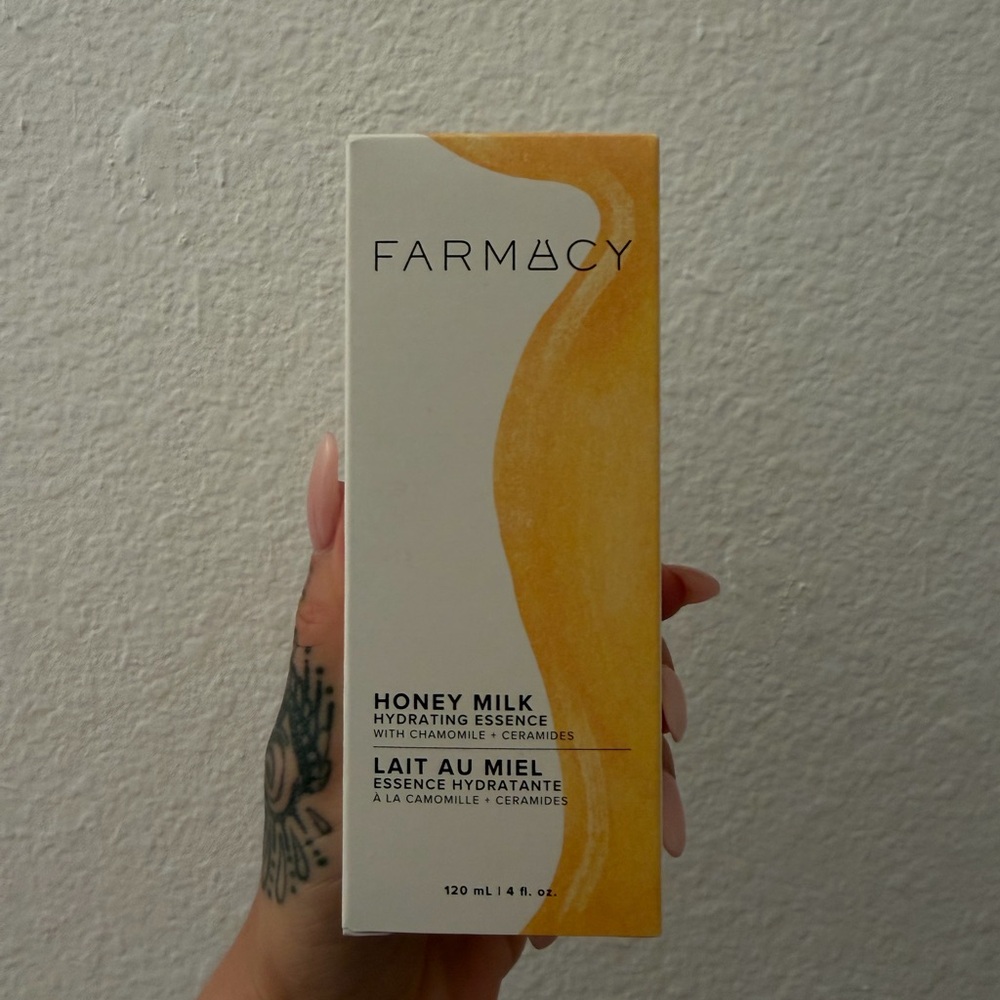 FARMACY
HONEY MILK
HYDRATING ESSENCE
WITH CHAMOMILE + CERAMIDES
LAIT AU MIEL
ESSENCE HYDRATANTE
À LA CAMOMILLE + CERAMIDES
120 mL | 4 fl. oz.